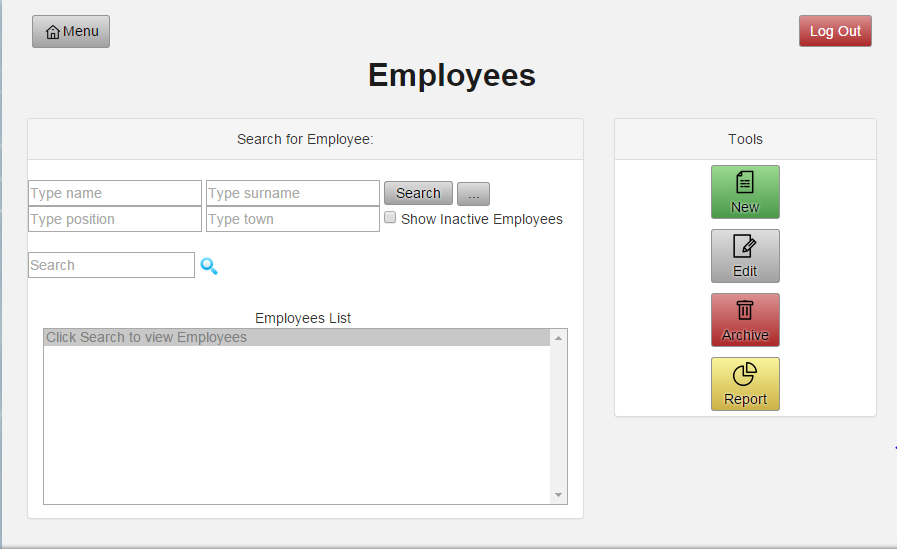 Menu
Log Out
Employees
Search for Employee:
Type name
Type surname
Search
...
Type position
Type town
Show Inactive Employees
Search
Employees List
Click Search to view Employees
Tools
New
Edit
Archive
Report